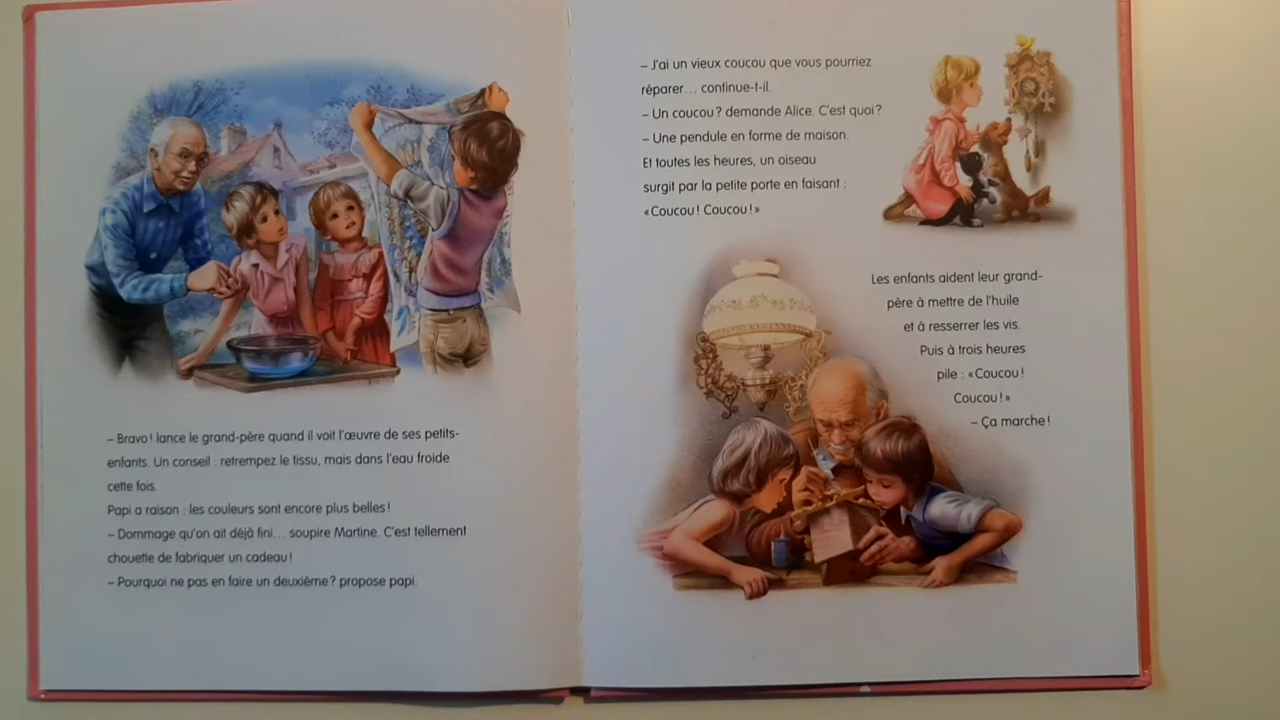 – Bravo ! lance le grand-père quand il voit l'œuvre de ses petits-
enfants. Un conseil : retrempez le tissu, mais dans l'eau froide
cette fois.
Papi a raison : les couleurs sont encore plus belles !
– Dommage qu'on ait déjà fini… soupire Martine. C'est tellement
chouette de fabriquer un cadeau !
– Pourquoi ne pas en faire un deuxième ? propose papi.
– J'ai un vieux coucou que vous pourriez
réparer… continue-t-il.
– Un coucou ? demande Alice. C'est quoi ?
– Une pendule en forme de maison.
Et toutes les heures, un oiseau
surgit par la petite porte en faisant :
« Coucou ! Coucou ! »
Les enfants aident leur grand-
père à mettre de l'huile
et à resserrer les vis.
Puis à trois heures
pile : « Coucou !
Coucou ! »
– Ça marche !